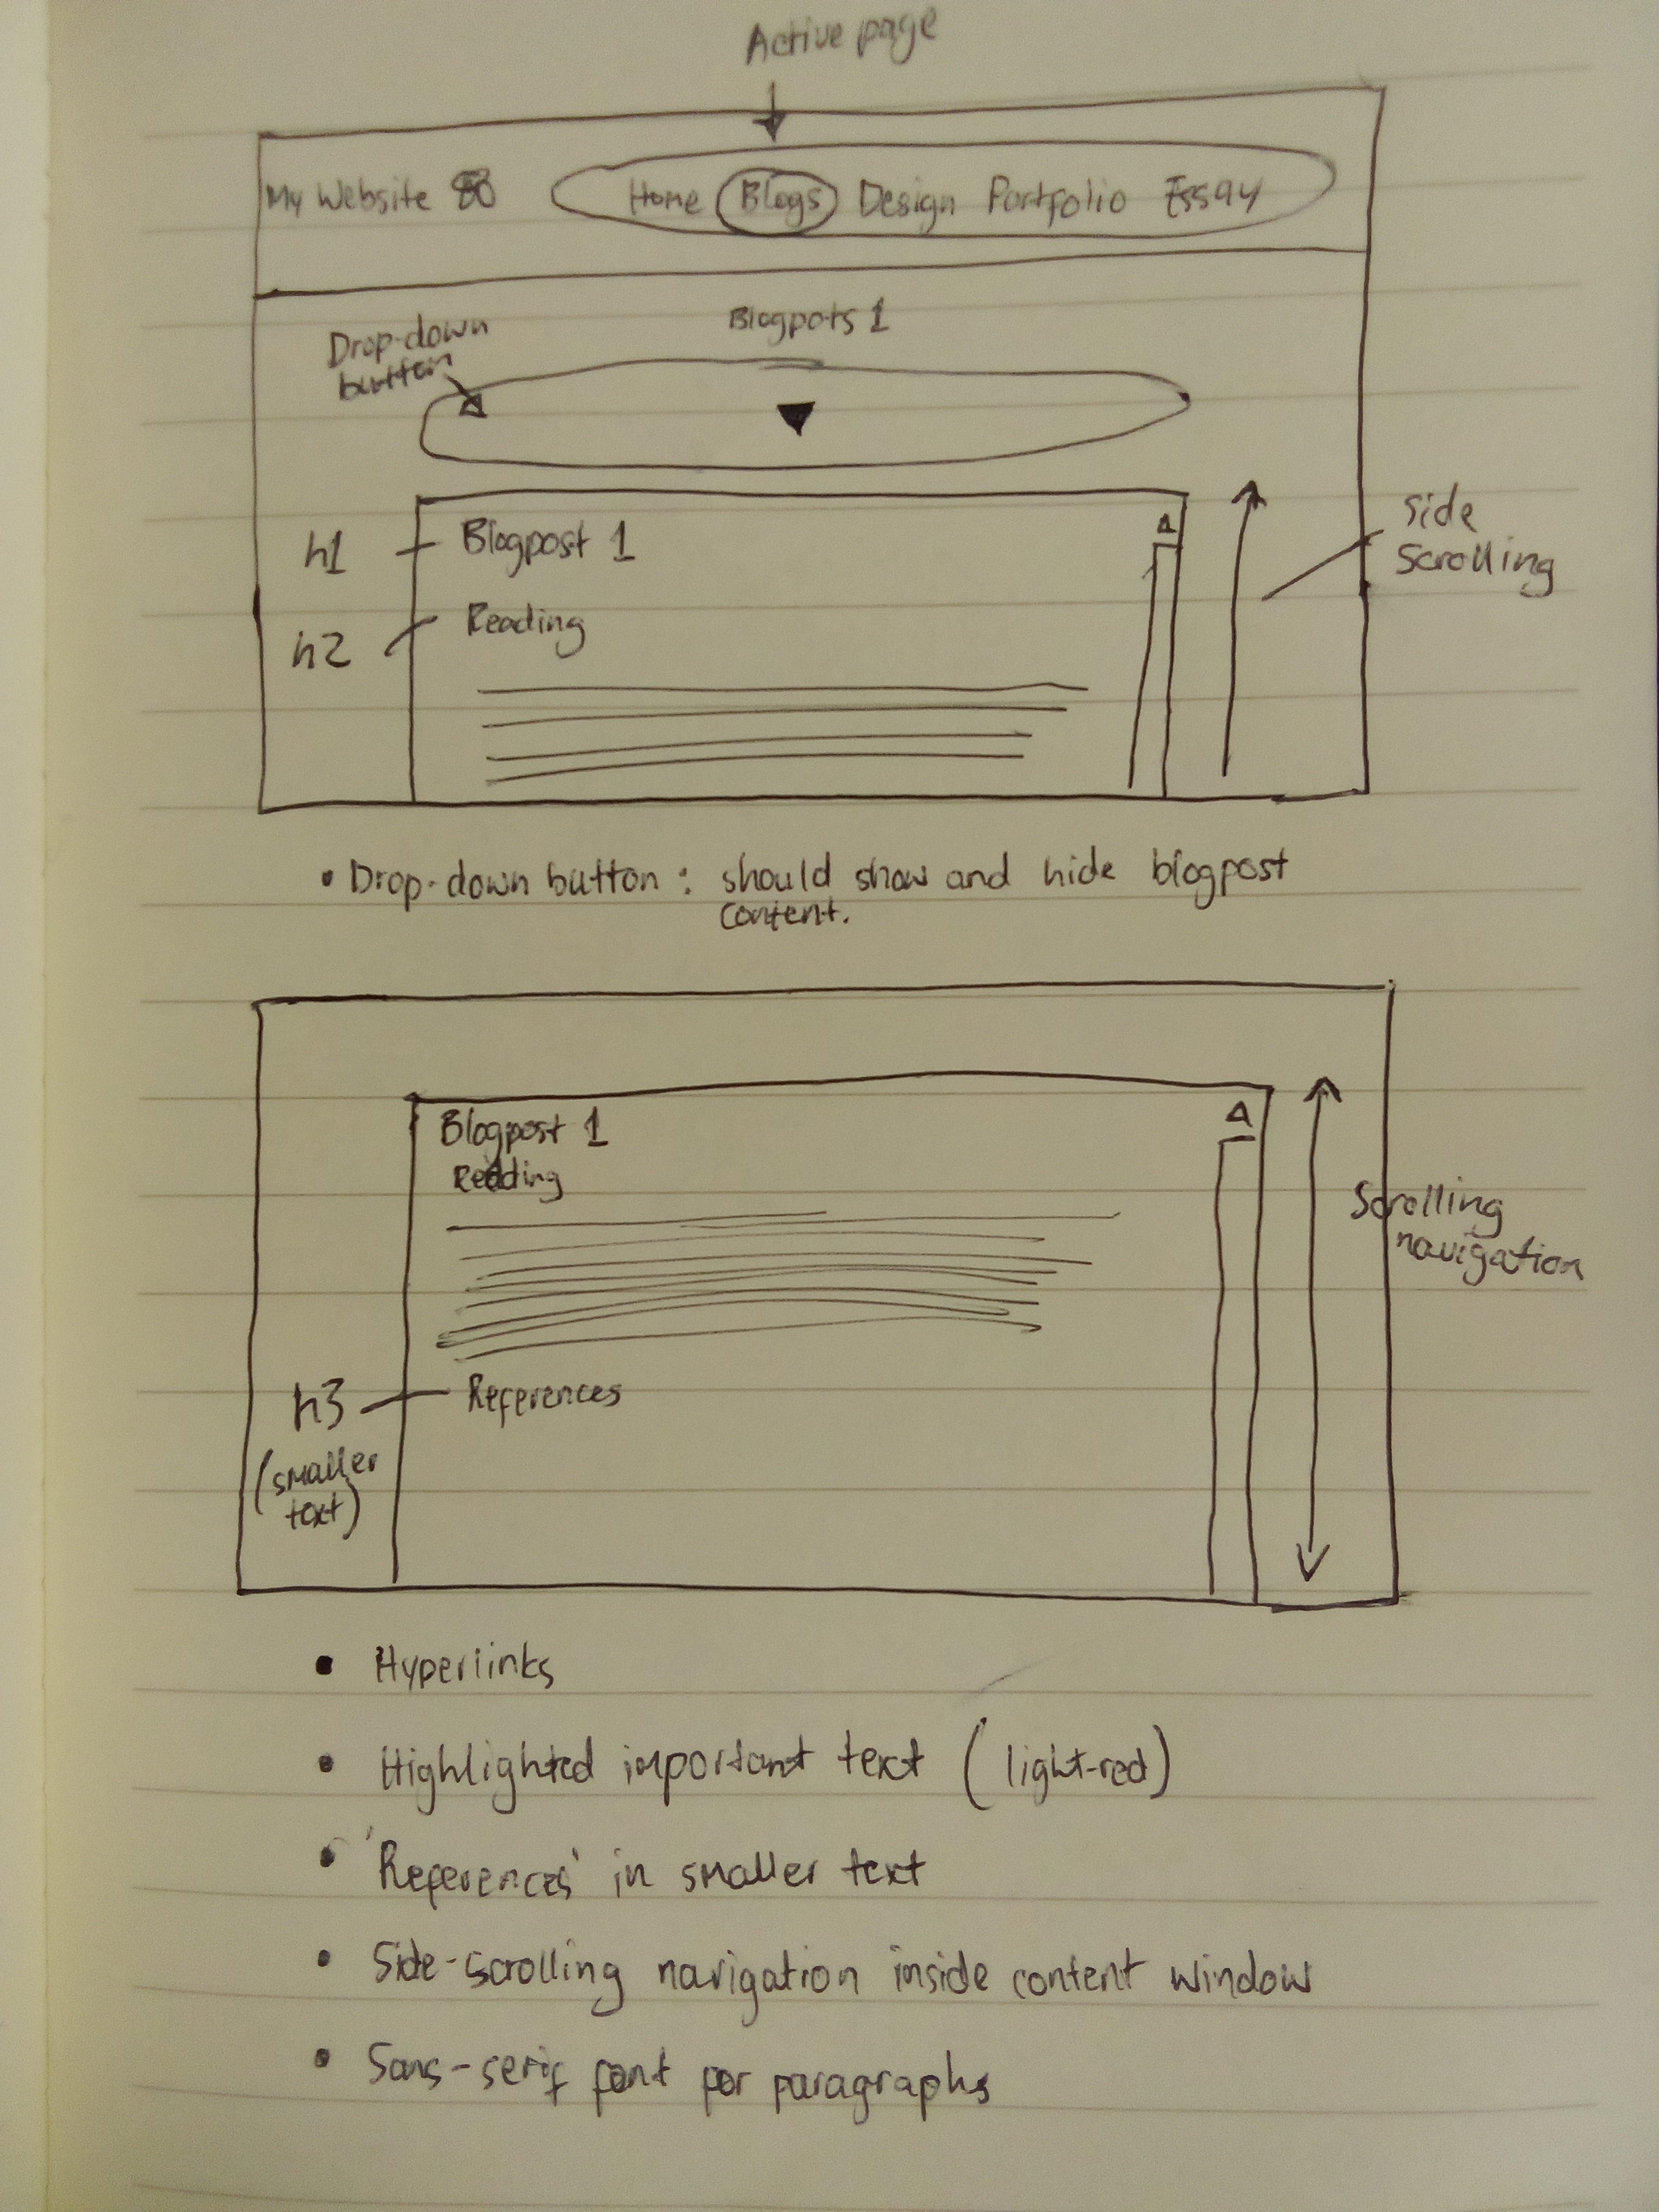 Active page
My Website
Home Blogs Design Portfolio Essay
Blogpots 1
Drop-down
button
h1
Blogpost 1
Side
Scrolling
h2
Reading
• Drop-down button : should show and hide blogpost
content.
Blogpost 1
Reading
Scrolling
navigation
h3
(smaller
text)
References
• Hyperlinks
• Highlighted important text (light-red)
• 'References' in smaller text
• Side-scrolling navigation inside content window
• Sans-serif font for paragraphs